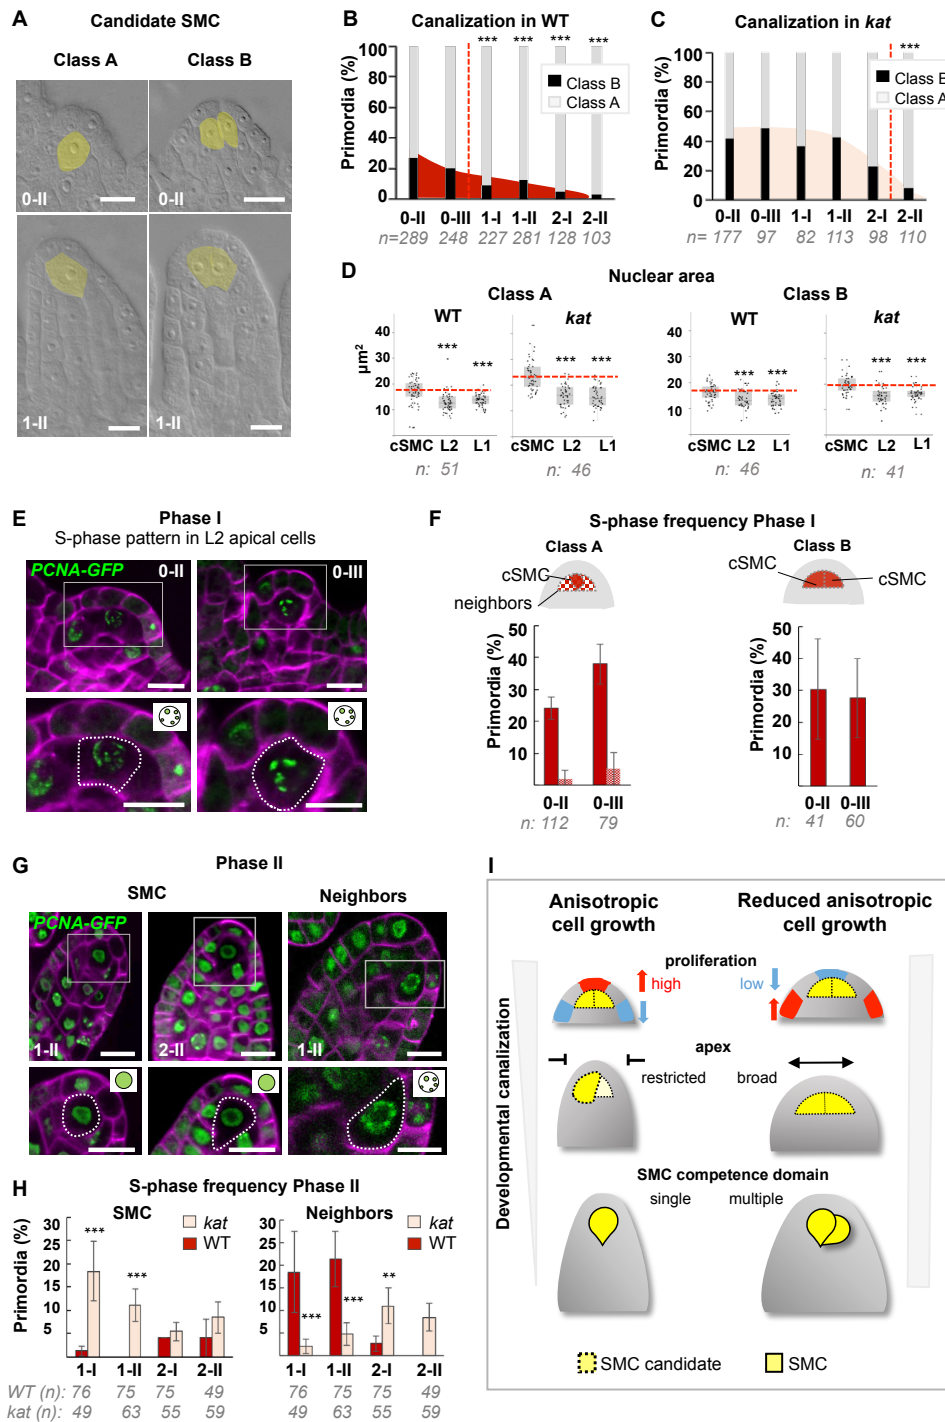 A
Candidate SMC
Class A
Class B
0-II
0-II
1-II
1-II
B
Canalization in WT
*** *** *** ***
Primordia (%)
100
80
60
40
20
0
Class B
Class A
0-II 0-III 1-I 1-II 2-I 2-II
n=289 248 227 281 128 103
C
Canalization in kat
***
Primordia (%)
100
80
60
40
20
0
Class B
Class A
0-II 0-III 1-I 1-II 2-I 2-II
n= 177 97 82 113 98 110
D
Nuclear area
Class A
Class B
WT
kat
WT
kat
µm²
40
30
20
10
*** ***
cSMC L2 L1
n: 51
*** ***
cSMC L2 L1
n: 46
40
30
20
10
*** ***
cSMC L2 L1
n: 46
40
30
20
10
*** ***
cSMC L2 L1
n: 41
E
Phase I
S-phase pattern in L2 apical cells
PCNA-GFP
0-II
0-III
F
S-phase frequency Phase I
Class A
Class B
cSMC
neighbors
cSMC
cSMC
Primordia (%)
50
40
30
20
10
0-II 0-III
n: 112 79
Primordia (%)
50
40
30
20
10
0-II 0-III
n: 41 60
G
Phase II
SMC
Neighbors
PCNA-GFP
1-II
2-II
1-II
H
S-phase frequency Phase II
SMC
Neighbors
Primordia (%)
30
25
20
15
10
5
***
***
kat
WT
1-I 1-II 2-I 2-II
WT (n): 76 75 75 49
kat (n): 49 63 55 59
30
25
20
15
10
5
***
***
**
kat
WT
1-I 1-II 2-I 2-II
76 75 75 49
49 63 55 59
I
Anisotropic
cell growth
Reduced anisotropic
cell growth
Developmental canalization
proliferation
high
low
apex
restricted
broad
SMC competence domain
single
multiple
SMC candidate
SMC